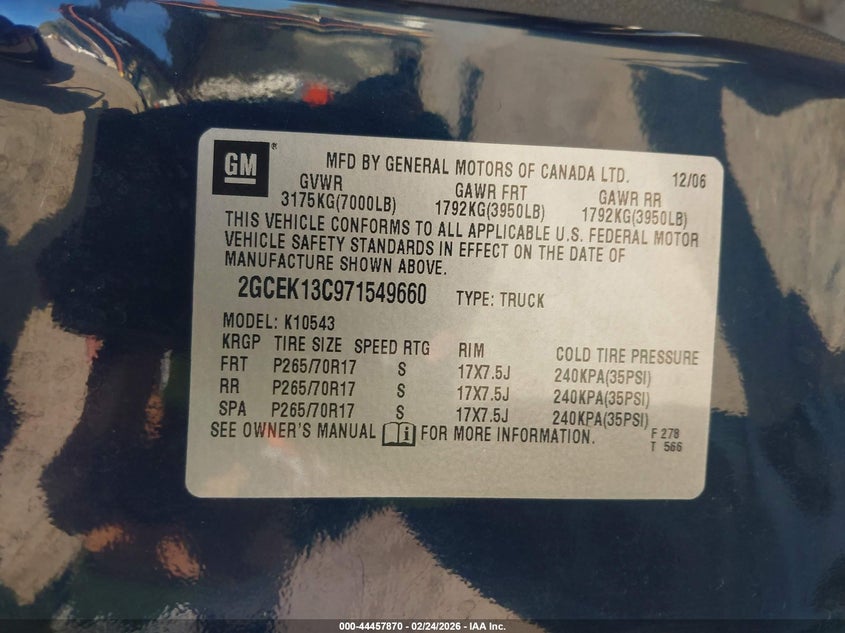 GM ®
MFD BY GENERAL MOTORS OF CANADA LTD. 12/06
GVWR GAWR FRT GAWR RR
3175KG(7000LB) 1792KG(3950LB) 1792KG(3950LB)
THIS VEHICLE CONFORMS TO ALL APPLICABLE U.S. FEDERAL MOTOR
VEHICLE SAFETY STANDARDS IN EFFECT ON THE DATE OF
MANUFACTURE SHOWN ABOVE.
2GCEK13C971549660 TYPE: TRUCK
MODEL: K10543
KRGP TIRE SIZE SPEED RTG RIM COLD TIRE PRESSURE
FRT P265/70R17 S 17X7.5J 240KPA(35PSI)
RR P265/70R17 S 17X7.5J 240KPA(35PSI)
SPA P265/70R17 S 17X7.5J 240KPA(35PSI)
SEE OWNER'S MANUAL FOR MORE INFORMATION. F 278
T 566
000-44457870 - 02/24/2026 - IAA Inc.